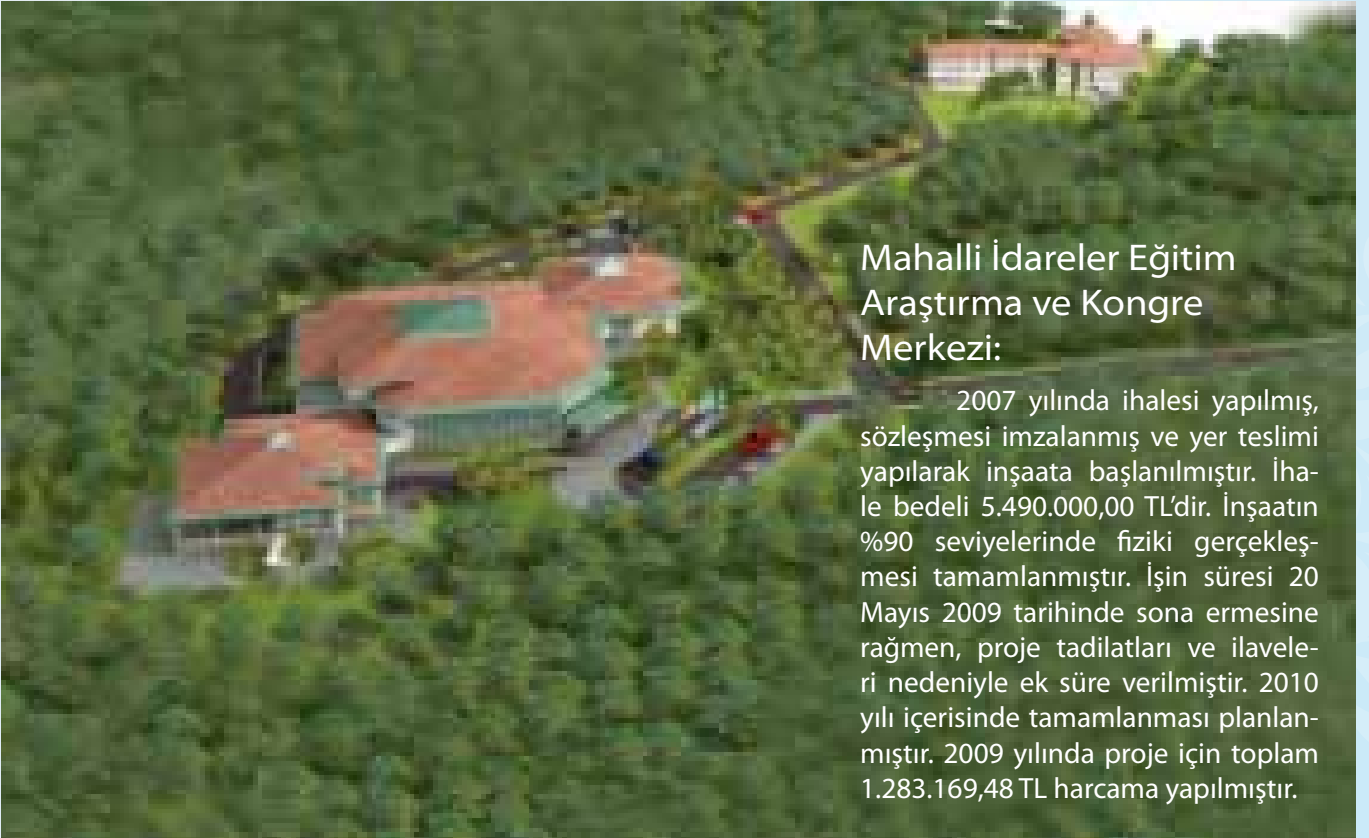 Mahalli İdareler Eğitim
Araştırma ve Kongre
Merkezi:
2007 yılında ihalesi yapılmış,
sözleşmesi imzalanmış ve yer teslimi
yapılarak inşaata başlanılmıştır. İha-
le bedeli 5.490.000,00 TL’dir. İnşaatın
%90 seviyelerinde fiziki gerçekleş-
mesi tamamlanmıştır. İşin süresi 20
Mayıs 2009 tarihinde sona ermesine
rağmen, proje tadilatları ve ilavele-
ri nedeniyle ek süre verilmiştir. 2010
yılı içerisinde tamamlanması planlan-
mıştır. 2009 yılında proje için toplam
1.283.169,48 TL harcama yapılmıştır.